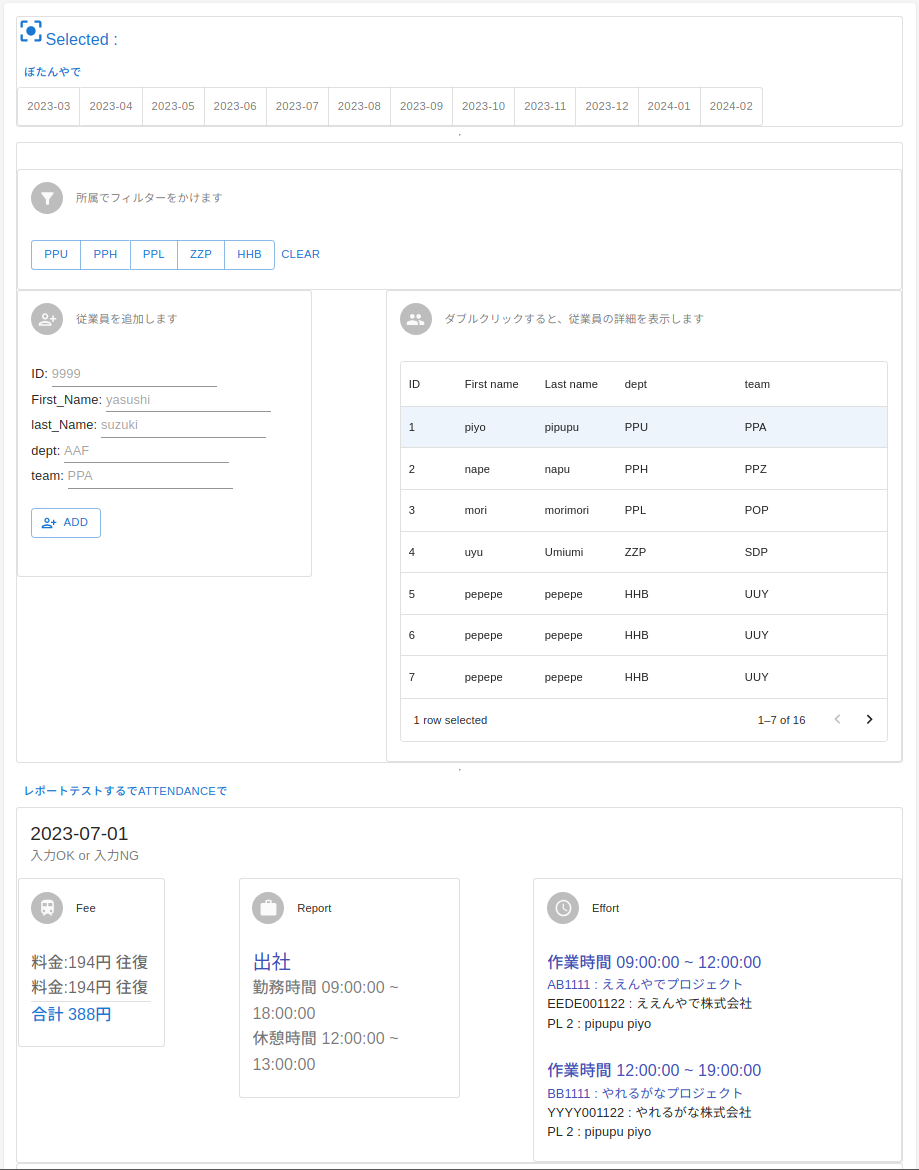 Selected :
ぼたんやで
2023-03 2023-04 2023-05 2023-06 2023-07 2023-08 2023-09 2023-10 2023-11 2023-12 2024-01 2024-02
所属でフィルターをかけます
PPU PPH PPL ZZP HHB CLEAR
従業員を追加します
ID: 9999
First_Name: yasushi
last_Name: suzuki
dept: AAF
team: PPA
ADD
ダブルクリックすると、従業員の詳細を表示します
ID First name Last name dept team
1 piyo pipupu PPU PPA
2 nape napu PPH PPZ
3 mori morimori PPL POP
4 uyu Umiumi ZZP SDP
5 pepepe pepepe HHB UUY
6 pepepe pepepe HHB UUY
7 pepepe pepepe HHB UUY
1 row selected 1–7 of 16
レポートテストするでATTENDANCEで
2023-07-01
入力OK or 入力NG
Fee
料金:194円 往復
料金:194円 往復
合計 388円
Report
出社
勤務時間 09:00:00 ~
18:00:00
休憩時間 12:00:00 ~
13:00:00
Effort
作業時間 09:00:00 ~ 12:00:00
AB1111 : ええんやでプロジェクト
EEDE001122 : ええんやで株式会社
PL 2 : pipupu piyo
作業時間 12:00:00 ~ 19:00:00
BB1111 : やれるがなプロジェクト
YYYY001122 : やれるがな株式会社
PL 2 : pipupu piyo